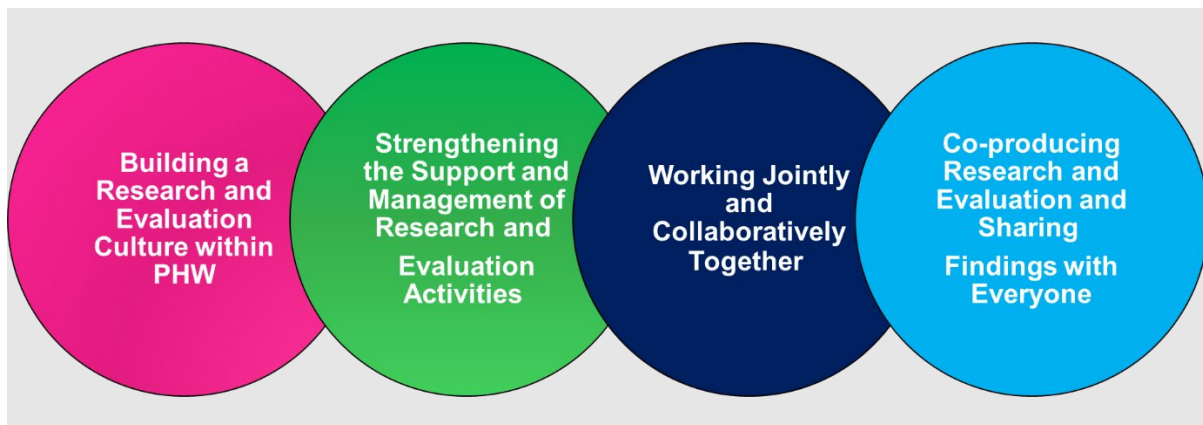 Building a
Research and
Evaluation
Culture within
PHW
Strengthening
the Support and
Management of
Research and
Evaluation
Activities
Working Jointly
and
Collaboratively
Together
Co-producing
Research and
Evaluation and
Sharing
Findings with
Everyone